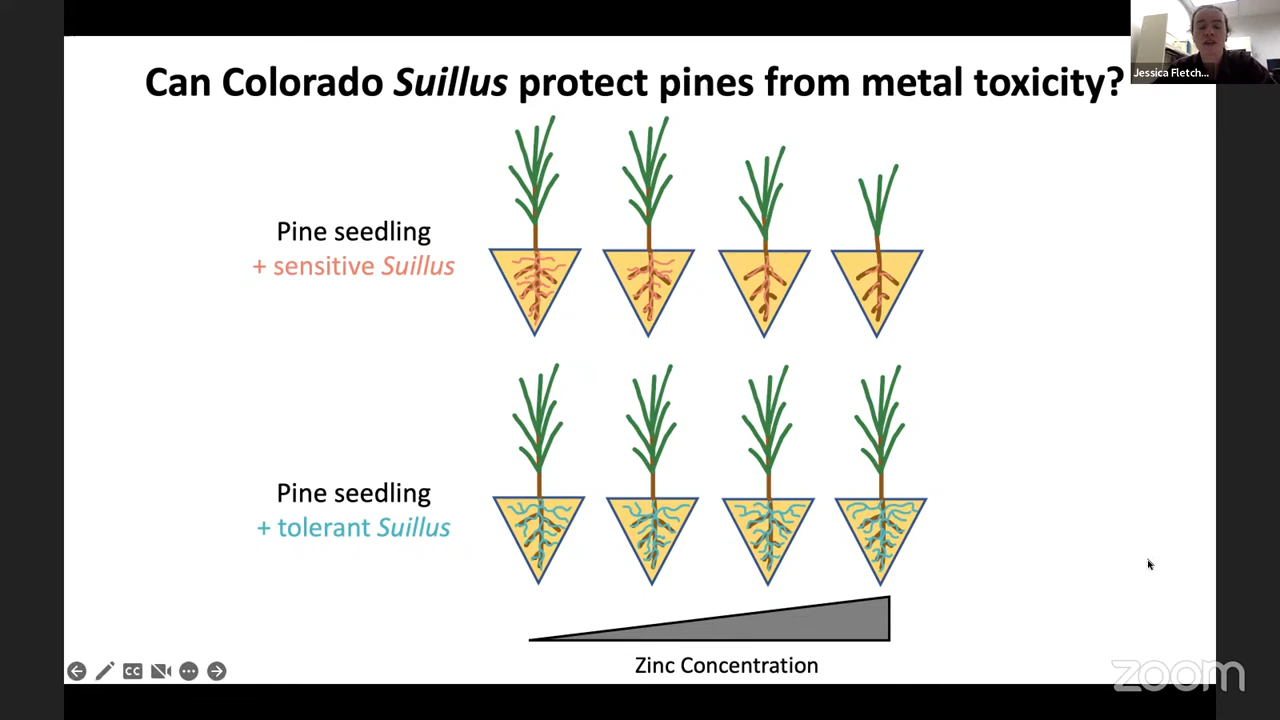 Can Colorado Suillus protect pines from metal toxicity?
Jessica Fletch...
Pine seedling
+ sensitive Suillus
Pine seedling
+ tolerant Suillus
Zinc Concentration
CC
zoom